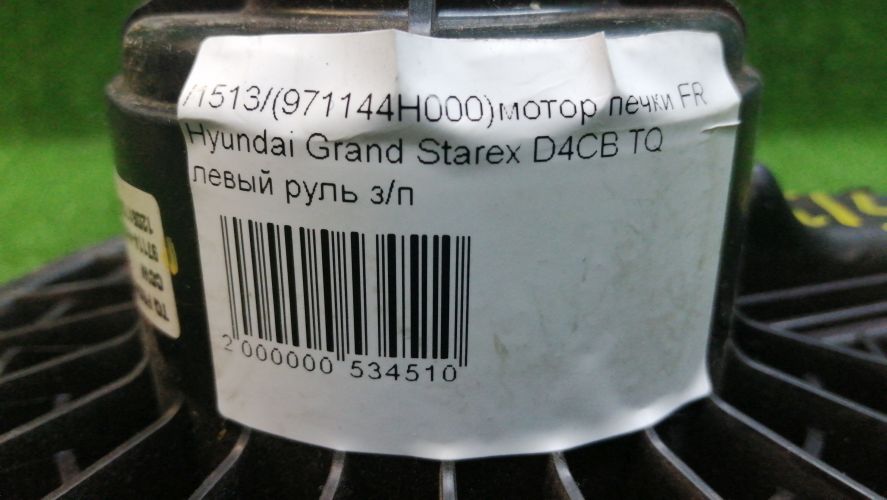 /1513/(971144H000)мотор печки FR
Hyundai Grand Starex D4CB TQ
левый руль з/п
2 000000 534510